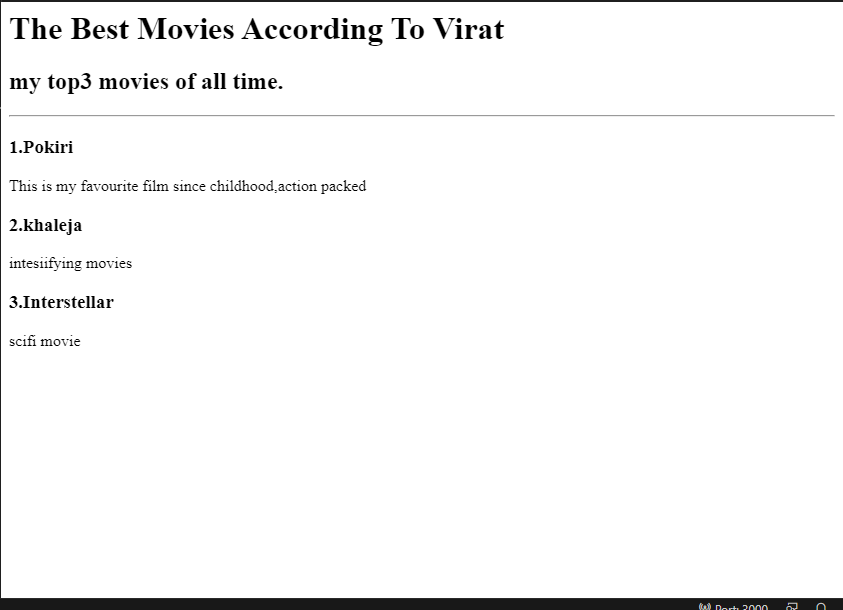 The Best Movies According To Virat
my top3 movies of all time.
1.Pokiri
This is my favourite film since childhood,action packed
2.khaleja
intesiifying movies
3.Interstellar
scifi movie
Port: 3000